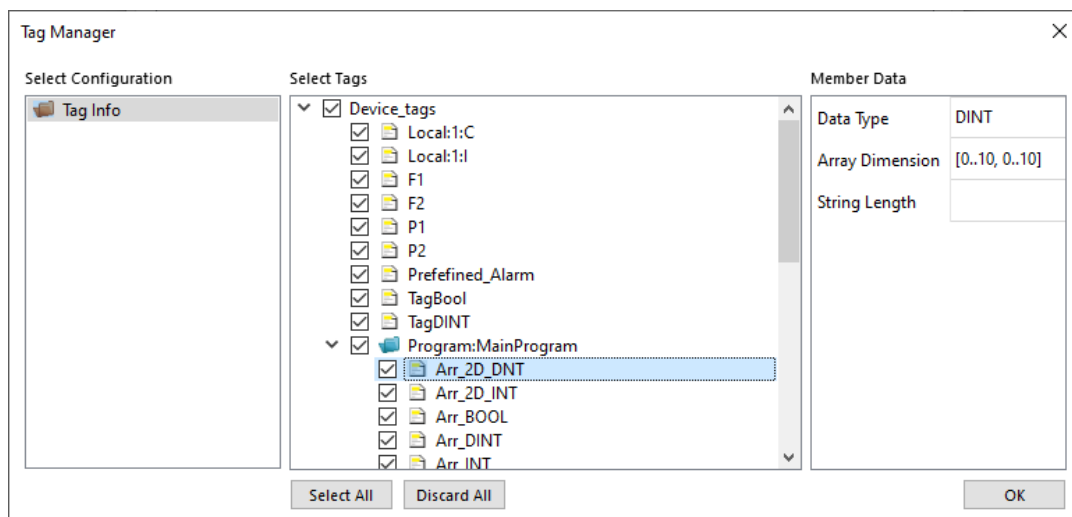 Tag Manager
Select Configuration
Tag Info
Select Tags
Device_tags
Local:1:C
Local:1:I
F1
F2
P1
P2
Prefefined_Alarm
TagBool
TagDINT
Program:MainProgram
Arr_2D_DNT
Arr_2D_INT
Arr_BOOL
Arr_DINT
Arr_INT
Select All
Discard All
Member Data
Data Type DINT
Array Dimension [0..10, 0..10]
String Length
OK